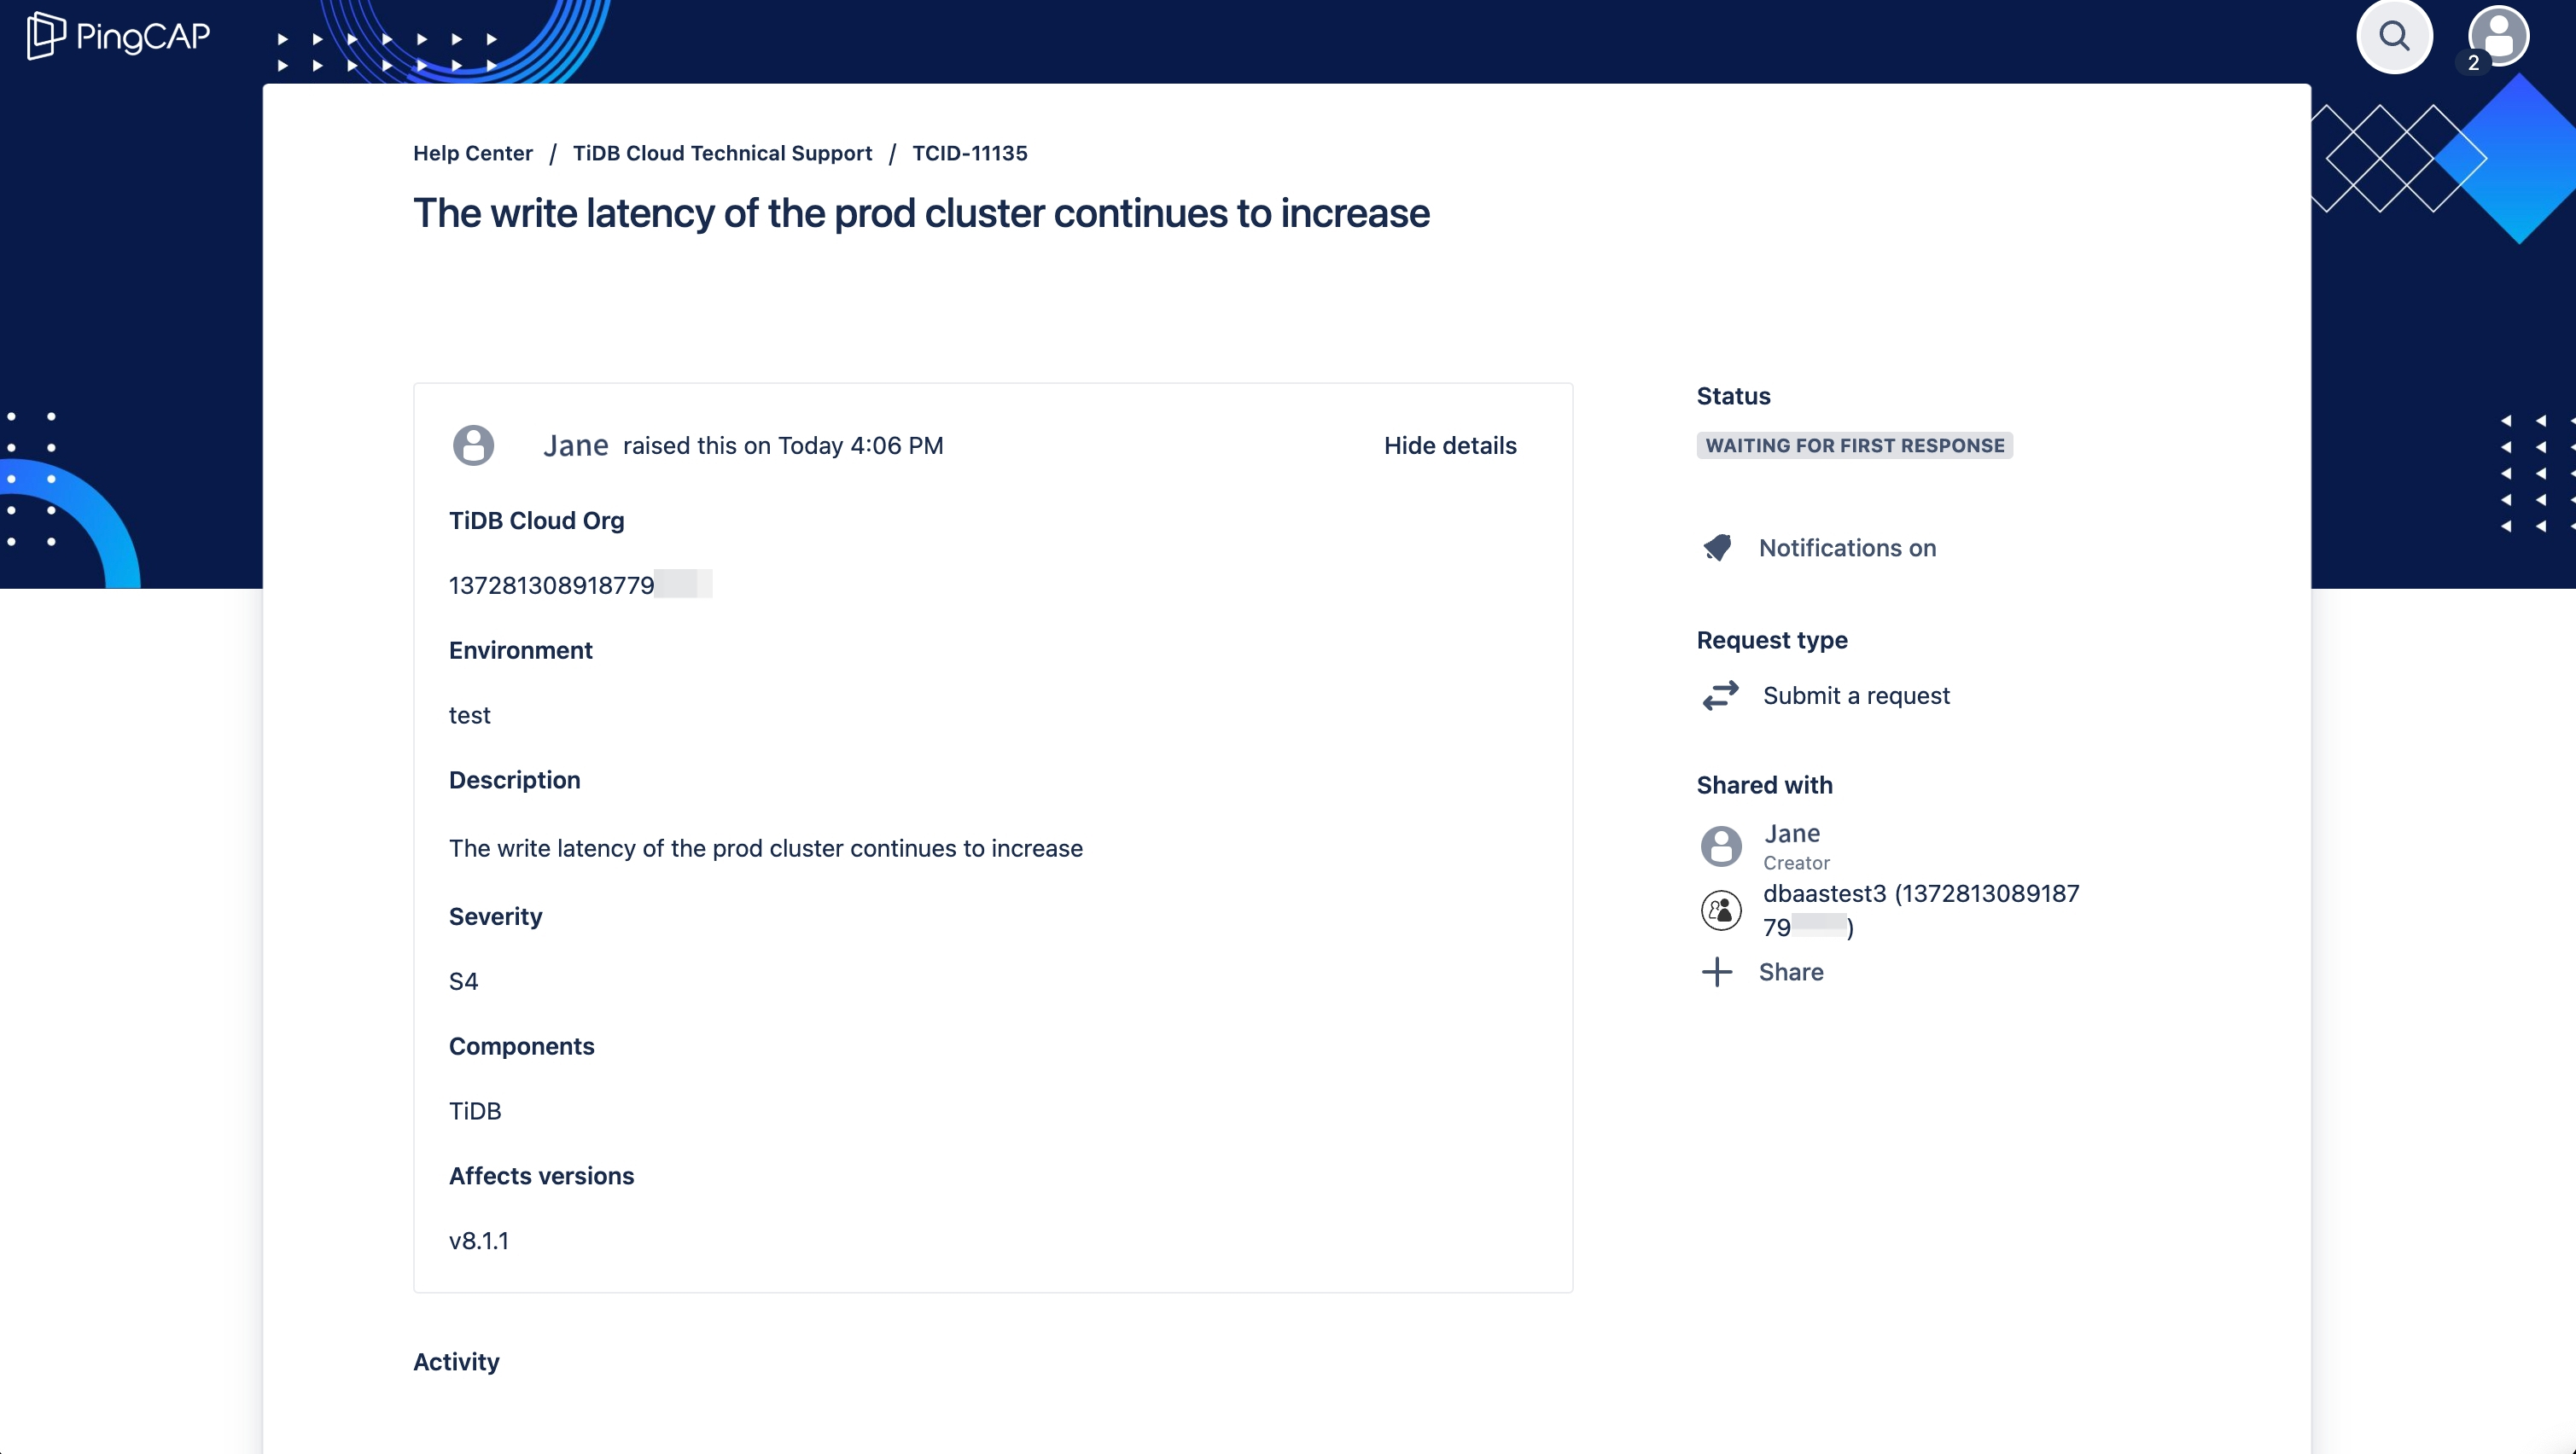 PingCAP
2
Help Center / TiDB Cloud Technical Support / TCID-11135
The write latency of the prod cluster continues to increase
Jane raised this on Today 4:06 PM
Hide details
TiDB Cloud Org
137281308918779
Environment
test
Description
The write latency of the prod cluster continues to increase
Severity
S4
Components
TiDB
Affects versions
v8.1.1
Activity
Status
WAITING FOR FIRST RESPONSE
Notifications on
Request type
Submit a request
Shared with
Jane
Creator
dbaastest3 (1372813089187
79)
Share